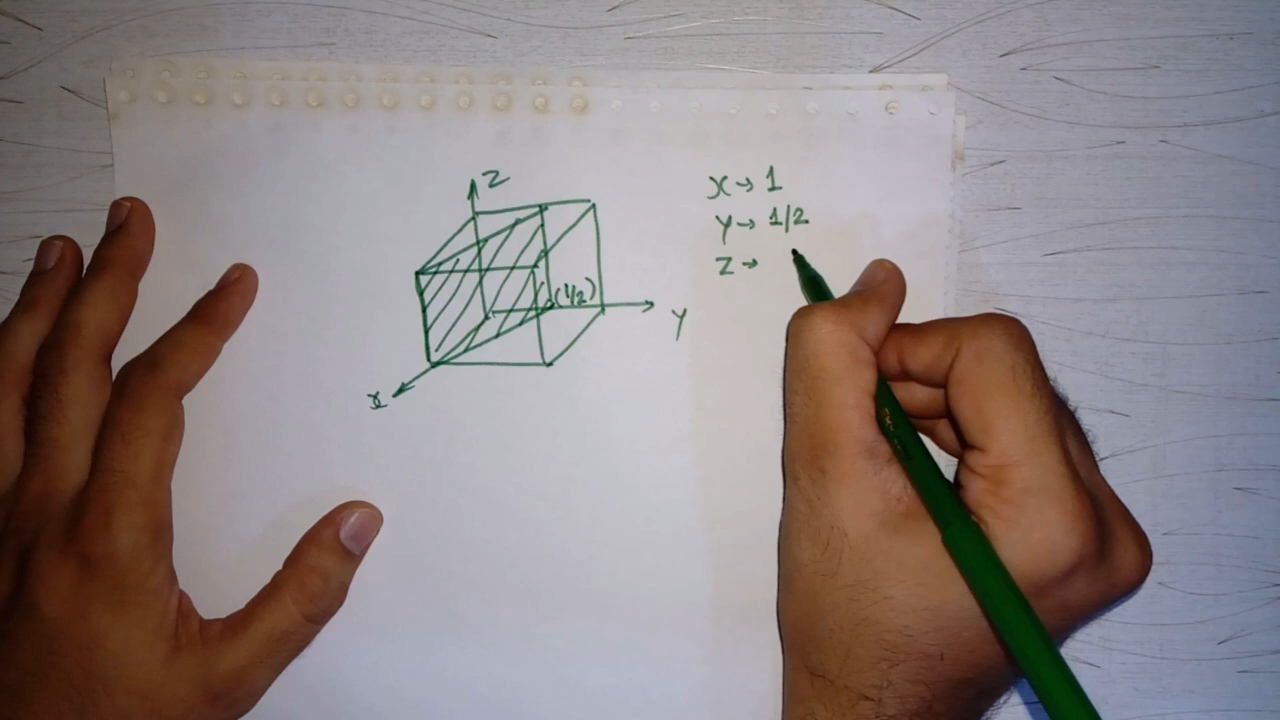 Z
(1/2)
Y
x
X → 1
Y → 1/2
Z →